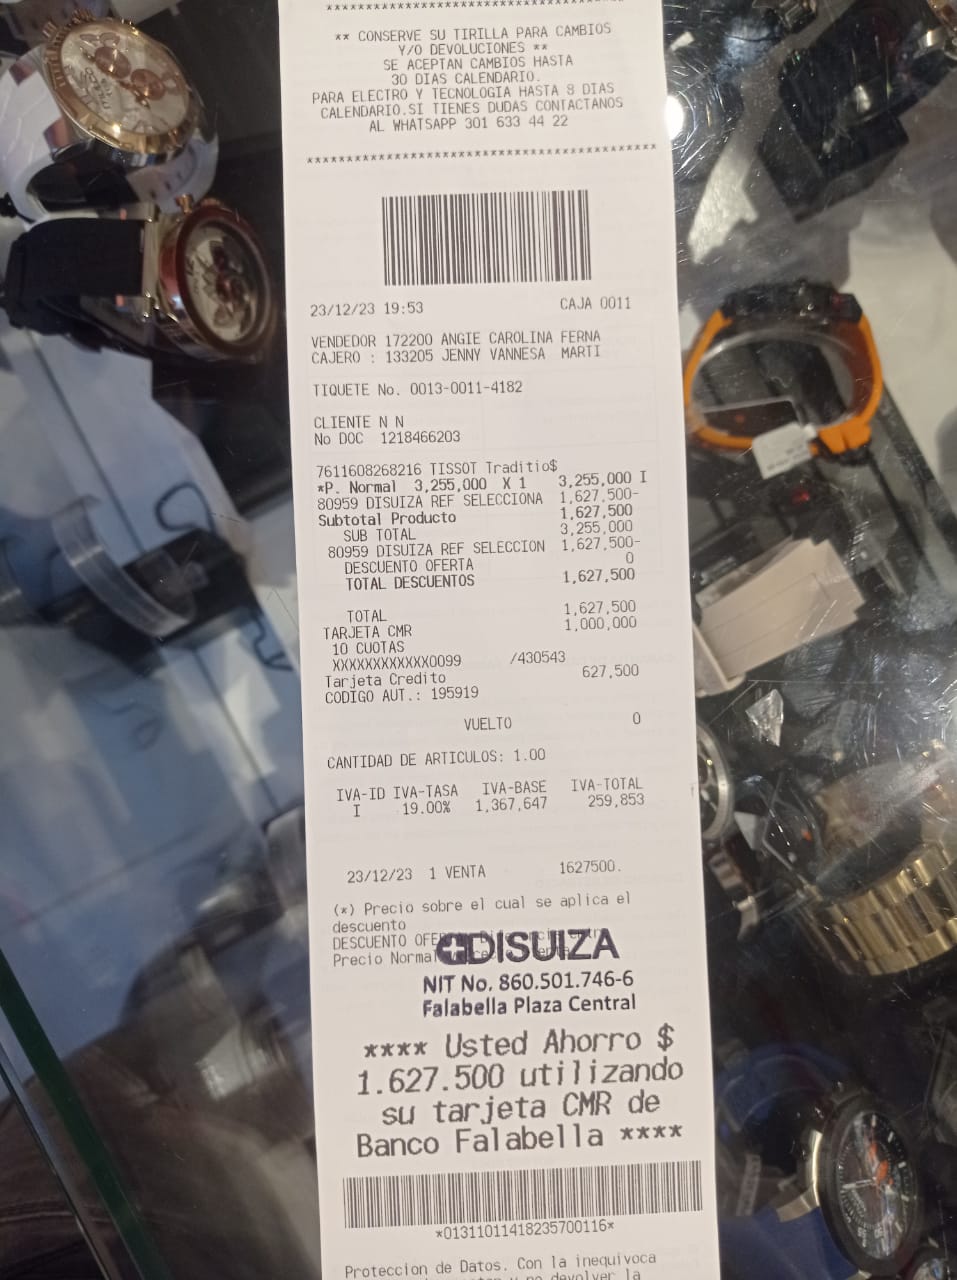 ** CONSERVE SU TIRILLA PARA CAMBIOS
Y/O DEVOLUCIONES **
SE ACEPTAN CAMBIOS HASTA
30 DIAS CALENDARIO.
PARA ELECTRO Y TECNOLOGIA HASTA 8 DIAS
CALENDARIO.SI TIENES DUDAS CONTACTANOS
AL WHATSAPP 301 633 44 22
23/12/23 19:53 CAJA 0011
VENDEDOR 172200 ANGIE CAROLINA FERNA
CAJERO : 133205 JENNY VANNESA MARTI
TIQUETE No. 0013-0011-4182
CLIENTE N N
No DOC 1218466203
7611608268216 TISSOT Traditio$
*P. Normal 3,255,000 X 1 3,255,000 I
80959 DISUIZA REF SELECCIONA 1,627,500-
Subtotal Producto 1,627,500
SUB TOTAL 3,255,000
80959 DISUIZA REF SELECCION 1,627,500-
DESCUENTO OFERTA 0
TOTAL DESCUENTOS 1,627,500
TOTAL 1,627,500
TARJETA CMR 1,000,000
10 CUOTAS
XXXXXXXXXXXX0099 /430543
Tarjeta Credito 627,500
CODIGO AUT.: 195919
VUELTO 0
CANTIDAD DE ARTICULOS: 1.00
IVA-ID IVA-TASA IVA-BASE IVA-TOTAL
I 19.00% 1,367,647 259,853
23/12/23 1 VENTA 1627500.
(*) Precio sobre el cual se aplica el
descuento
DESCUENTO
Precio Normal
DISUIZA
NIT No. 860.501.746-6
Falabella Plaza Central
**** Usted Ahorro $
1.627.500 utilizando
su tarjeta CMR de
Banco Falabella ****
*01311011418235700116*
Proteccion de Datos. Con la inequivoca